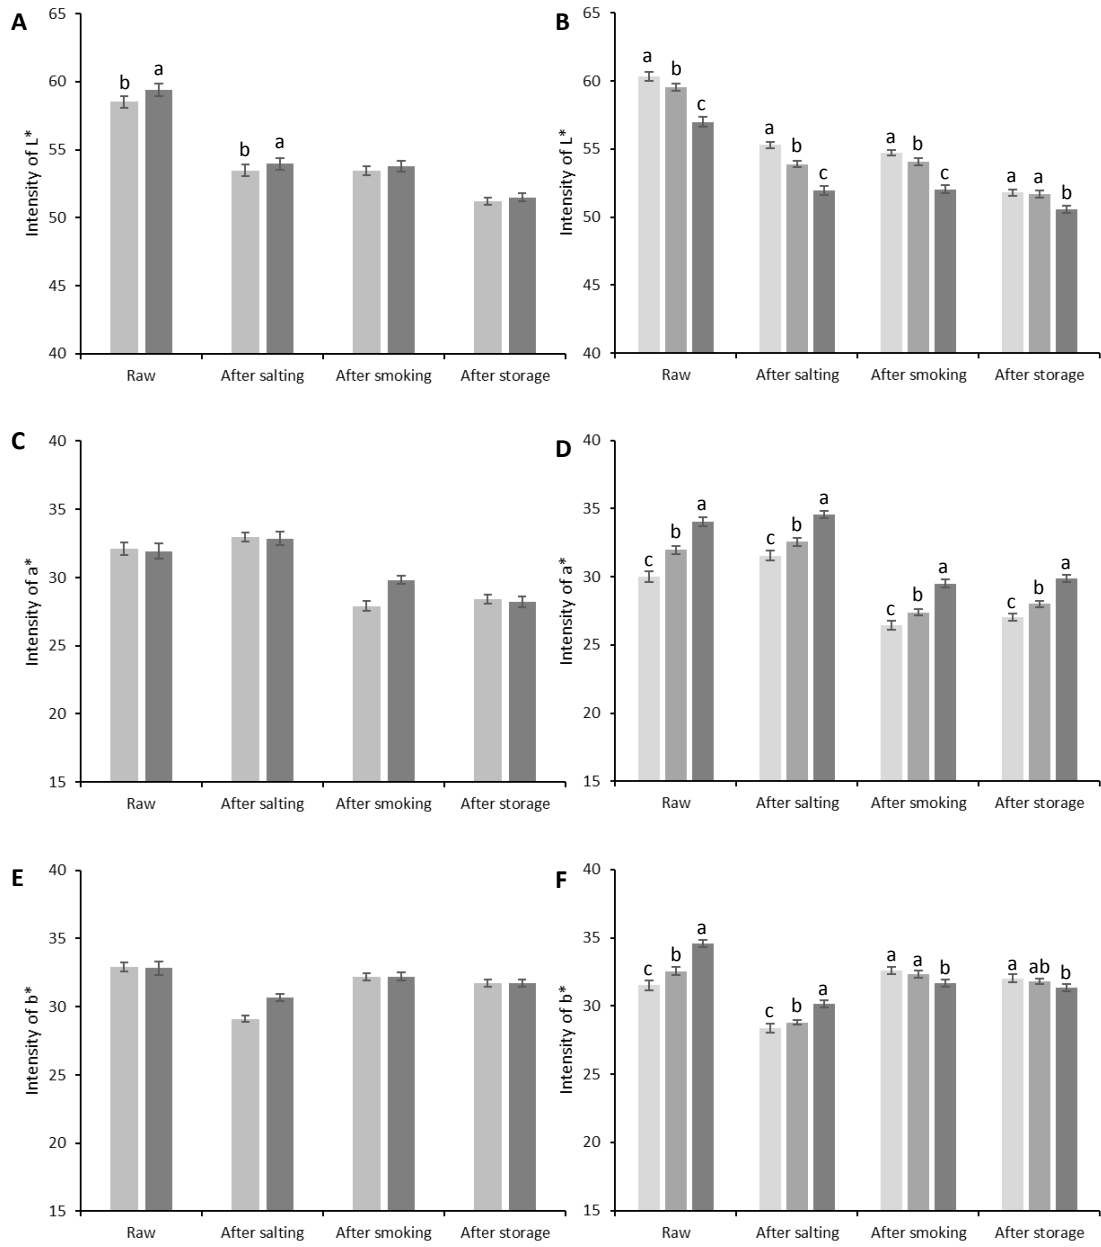 A
Intensity of L*
65
60
55
50
45
40
b
a
b
a
Raw
After salting
After smoking
After storage
B
Intensity of L*
65
60
55
50
45
40
a
b
c
a
b
c
a
b
c
a
a
b
Raw
After salting
After smoking
After storage
C
Intensity of a*
40
35
30
25
20
15
Raw
After salting
After smoking
After storage
D
Intensity of a*
40
35
30
25
20
15
c
b
a
c
b
a
c
b
a
c
b
a
Raw
After salting
After smoking
After storage
E
Intensity of b*
40
35
30
25
20
15
Raw
After salting
After smoking
After storage
F
Intensity of b*
40
35
30
25
20
15
c
b
a
c
b
a
a
a
b
a
ab
b
Raw
After salting
After smoking
After storage